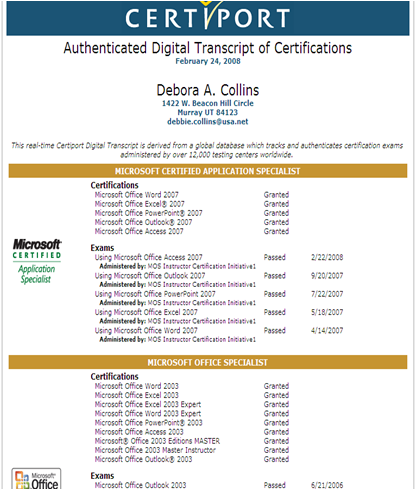 CERTIPORT
Authenticated Digital Transcript of Certifications
February 24, 2008
Debora A. Collins
1422 W. Beacon Hill Circle
Murray UT 84123
debbie.collins@usa.net
This real-time Certiport Digital Transcript is derived from a global database which tracks and authenticates certification exams
administered by over 12,000 testing centers worldwide.
MICROSOFT CERTIFIED APPLICATION SPECIALIST
Certifications
Microsoft Office Word 2007 Granted
Microsoft Office Excel® 2007 Granted
Microsoft Office PowerPoint® 2007 Granted
Microsoft Office Outlook® 2007 Granted
Microsoft Office Access 2007 Granted
Microsoft®
CERTIFIED
Application
Specialist
Exams
Using Microsoft Office Access 2007 Passed 2/22/2008
Administered by: MOS Instructor Certification Initiative1
Using Microsoft Office Outlook 2007 Passed 9/20/2007
Administered by: MOS Instructor Certification Initiative1
Using Microsoft Office PowerPoint 2007 Passed 7/22/2007
Administered by: MOS Instructor Certification Initiative1
Using Microsoft Office Excel 2007 Passed 5/18/2007
Administered by: MOS Instructor Certification Initiative1
Using Microsoft Office Word 2007 Passed 4/14/2007
Administered by: MOS Instructor Certification Initiative1
MICROSOFT OFFICE SPECIALIST
Certifications
Microsoft Office Word 2003 Granted
Microsoft Office Excel 2003 Granted
Microsoft Office Excel 2003 Expert Granted
Microsoft Office Word 2003 Expert Granted
Microsoft Office PowerPoint® 2003 Granted
Microsoft Office Access 2003 Granted
Microsoft® Office 2003 Editions MASTER Granted
Microsoft Office 2003 Master Instructor Granted
Microsoft Office Outlook® 2003 Granted
Microsoft®
Office
Exams
Microsoft Office Outlook 2003 Passed 6/21/2006